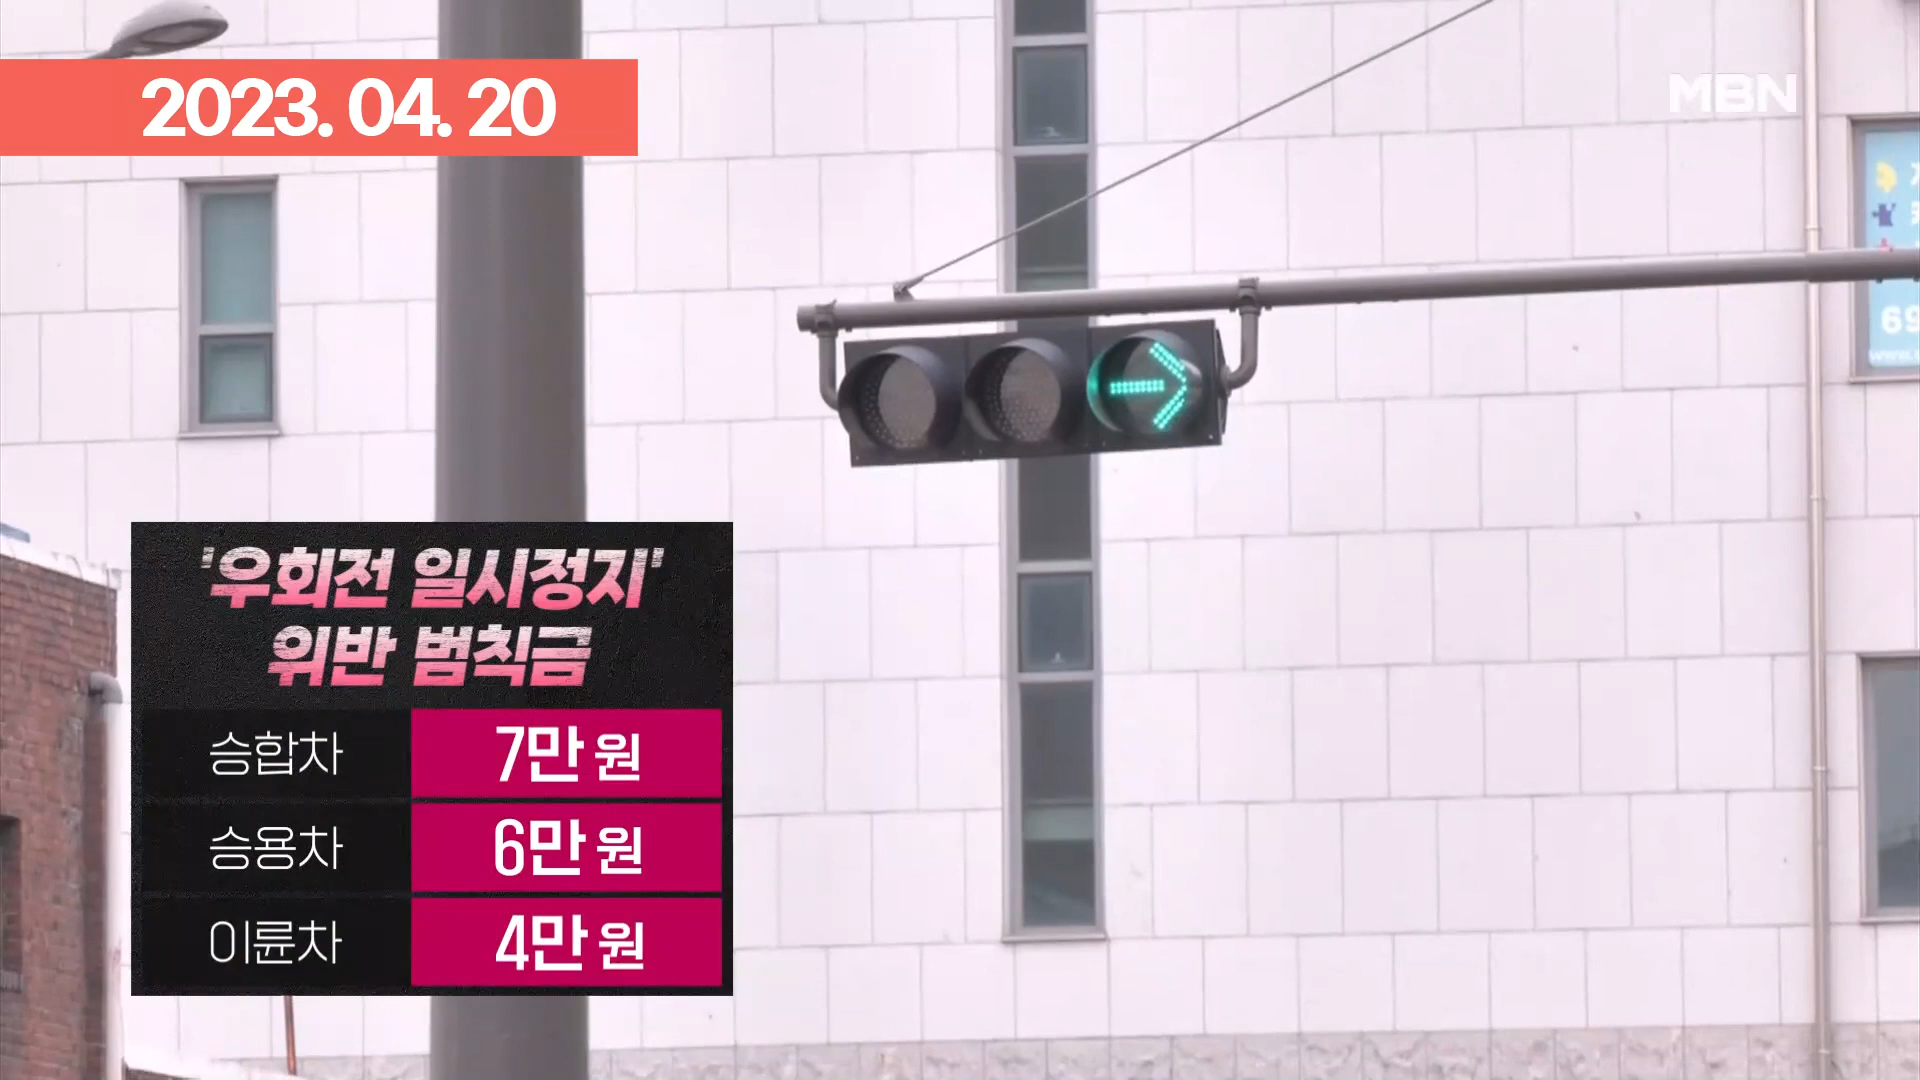 2023. 04. 20
MBN
'우회전 일시정지'
위반 범칙금
승합차 7만 원
승용차 6만 원
이륜차 4만 원
69